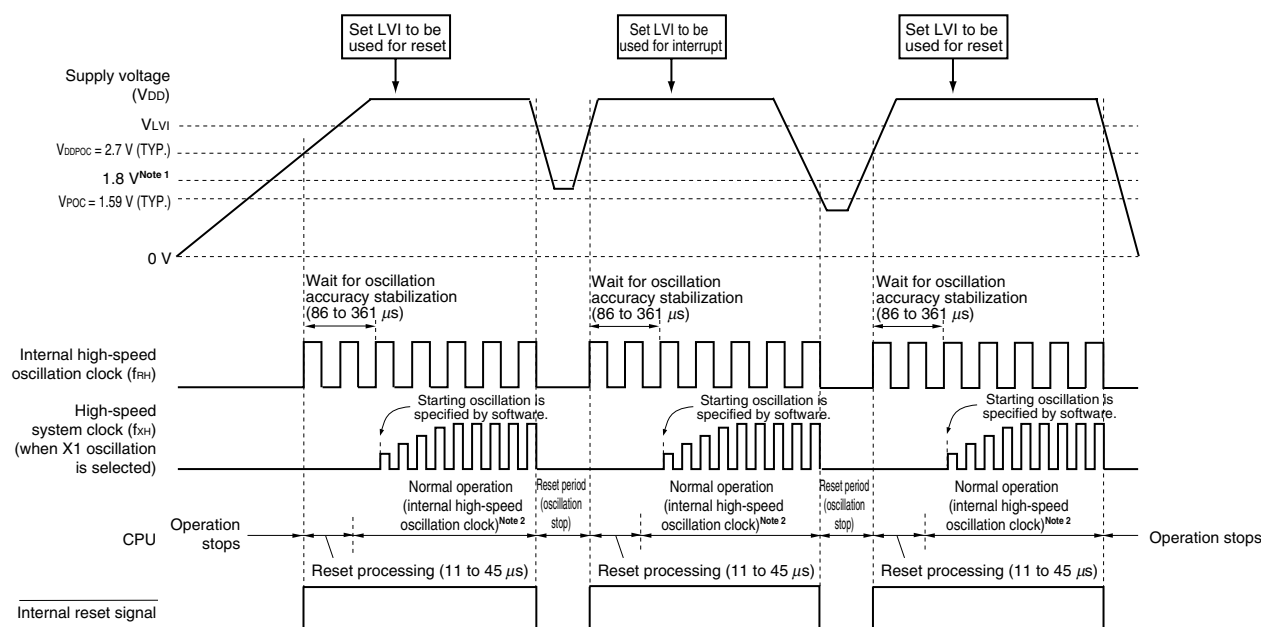 Set LVI to be
used for reset
Set LVI to be
used for interrupt
Set LVI to be
used for reset
Supply voltage
(VDD)
VLVI
VDDPOC = 2.7 V (TYP.)
1.8 V Note 1
VPOC = 1.59 V (TYP.)
0 V
Wait for oscillation
accuracy stabilization
(86 to 361 μs)
Wait for oscillation
accuracy stabilization
(86 to 361 μs)
Wait for oscillation
accuracy stabilization
(86 to 361 μs)
Internal high-speed
oscillation clock (fRH)
High-speed
system clock (fXH)
(when X1 oscillation
is selected)
Starting oscillation is
specified by software.
Starting oscillation is
specified by software.
Starting oscillation is
specified by software.
CPU
Operation
stops
Normal operation
(internal high-speed
oscillation clock)Note 2
Reset period
(oscillation
stop)
Normal operation
(internal high-speed
oscillation clock)Note 2
Reset period
(oscillation
stop)
Normal operation
(internal high-speed
oscillation clock)Note 2
Operation stops
Reset processing (11 to 45 μs)
Reset processing (11 to 45 μs)
Reset processing (11 to 45 μs)
Internal reset signal